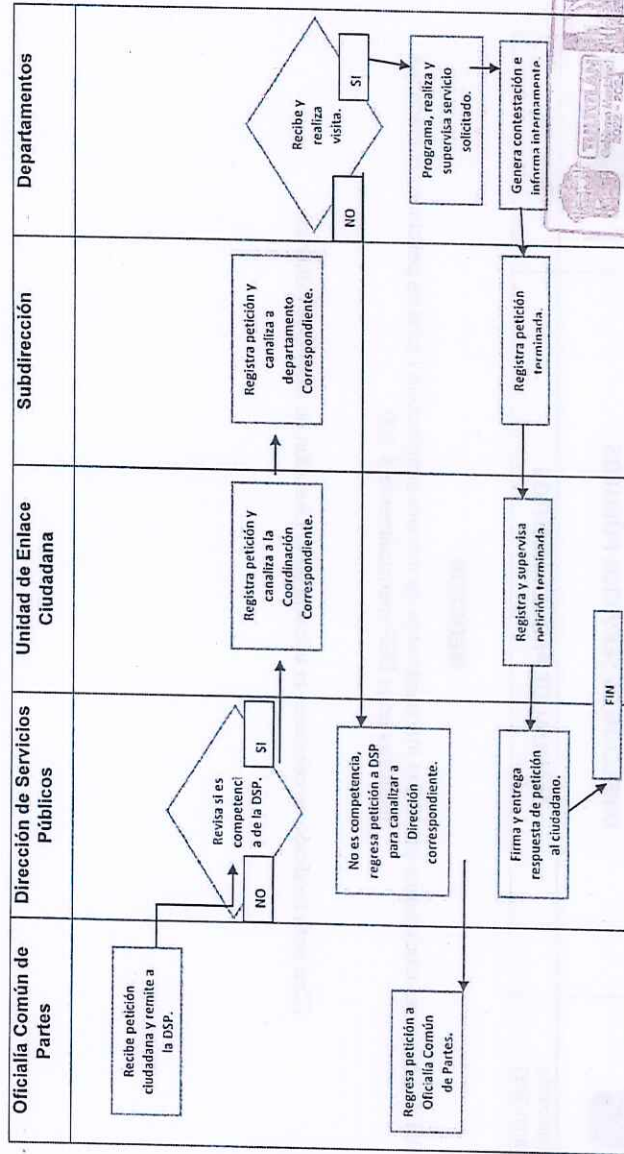 Oficialía Común de
Partes
Dirección de Servicios
Públicos
Unidad de Enlace
Ciudadana
Subdirección
Departamentos
Recibe petición
ciudadana y remite a
la DSP.
Revisa si es
competenci
a de la DSP.
NO
SI
Registra petición y
canaliza a la
Coordinación
Correspondiente.
Registra petición y
canaliza a
departamento
Correspondiente.
Recibe y
realiza
visita.
NO
SI
Programa, realiza y
supervisa servicio
solicitado.
Genera contestación e
informa internamente.
No es competencia,
regresa petición a DSP
para canalizar a
Dirección
correspondiente.
Regresa petición a
Oficialía Común
de Partes.
Registra petición
terminada.
Registra y supervisa
petición terminada.
Firma y entrega
respuesta de petición
al ciudadano.
FIN